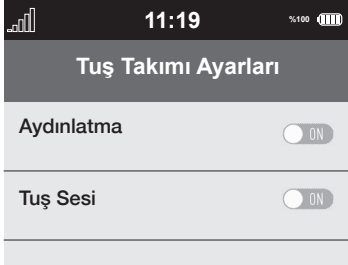 11:19 %100
Tuş Takımı Ayarları
Aydınlatma ON
Tuş Sesi ON